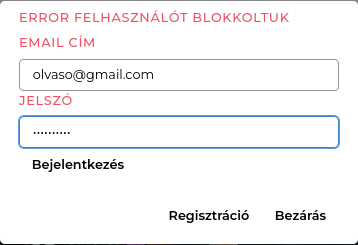 ERROR FELHASZNÁLÓT BLOKKOLTUK
EMAIL CÍM
olvaso@gmail.com
JELSZÓ
••••••••••
Bejelentkezés
Regisztráció Bezárás